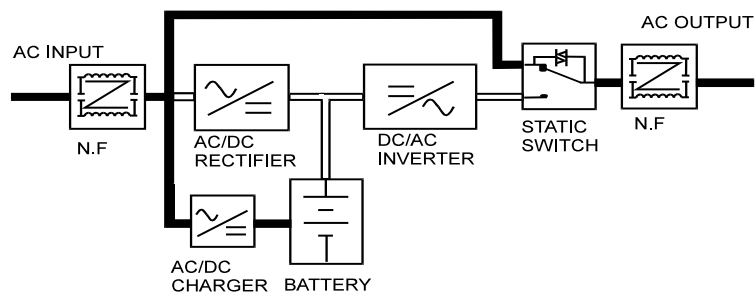 AC INPUT
AC OUTPUT
N.F
AC/DC
RECTIFIER
DC/AC
INVERTER
STATIC
SWITCH
N.F
AC/DC
CHARGER
BATTERY